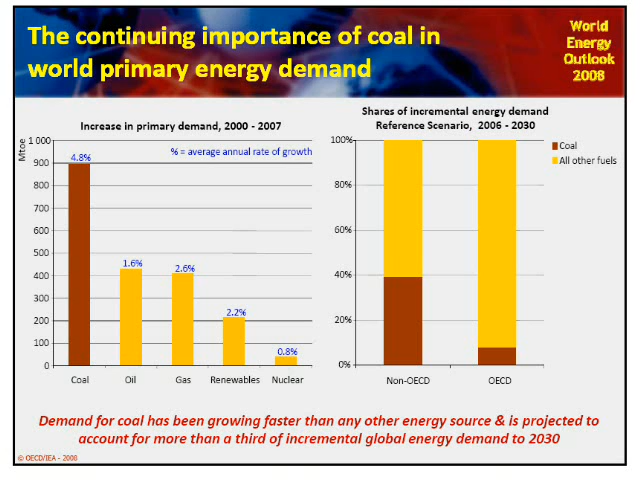 The continuing importance of coal in
world primary energy demand
World
Energy
Outlook
2008
Increase in primary demand, 2000 - 2007
Mtoe
% = average annual rate of growth
1 000
900
800
700
600
500
400
300
200
100
0
4.8%
1.6%
2.6%
2.2%
0.8%
Coal
Oil
Gas
Renewables
Nuclear
Shares of incremental energy demand
Reference Scenario, 2006 - 2030
100%
80%
60%
40%
20%
0%
Non-OECD
OECD
Coal
All other fuels
Demand for coal has been growing faster than any other energy source & is projected to
account for more than a third of incremental global energy demand to 2030
© OECD/IEA - 2008